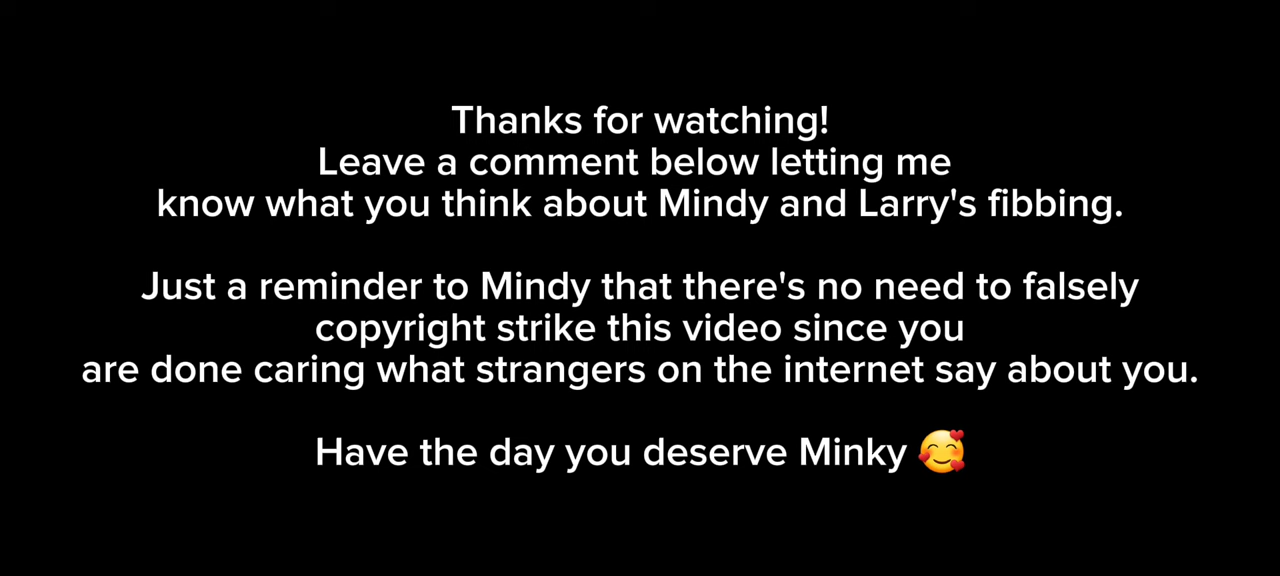 Thanks for watching!
Leave a comment below letting me
know what you think about Mindy and Larry's fibbing.
Just a reminder to Mindy that there's no need to falsely
copyright strike this video since you
are done caring what strangers on the internet say about you.
Have the day you deserve Minky 🥰